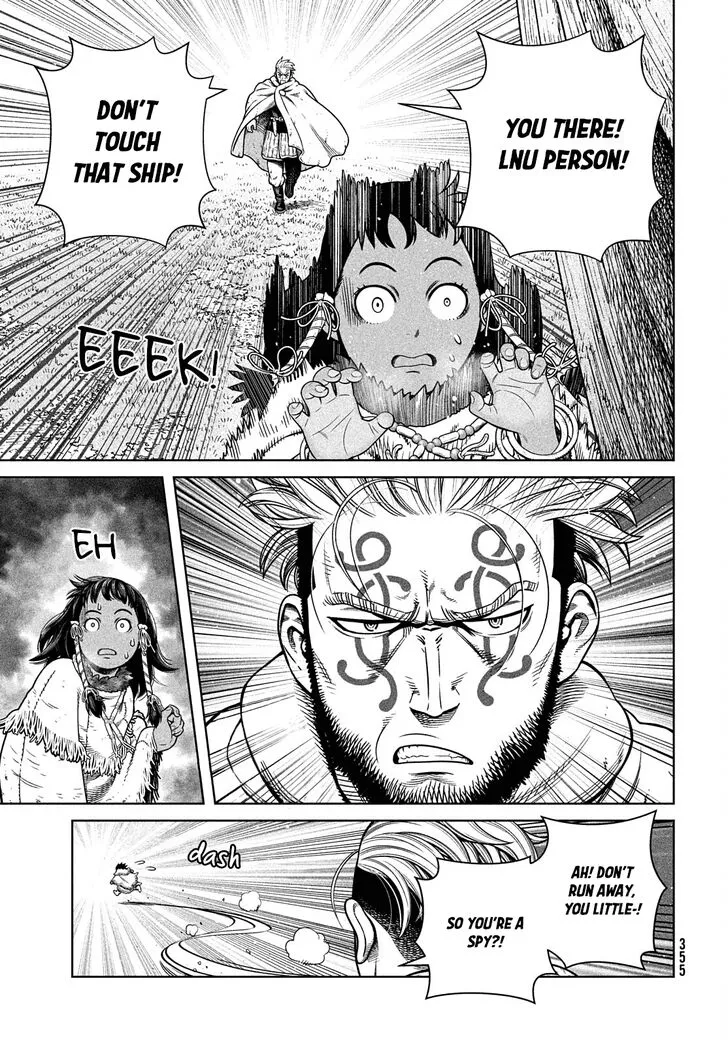 YOU THERE!
LNU PERSON!
DON'T
TOUCH
THAT SHIP!
EEEK!
EH
AH! DON'T
RUN AWAY,
YOU LITTLE-!
SO YOU'RE A
SPY?!
dash
355